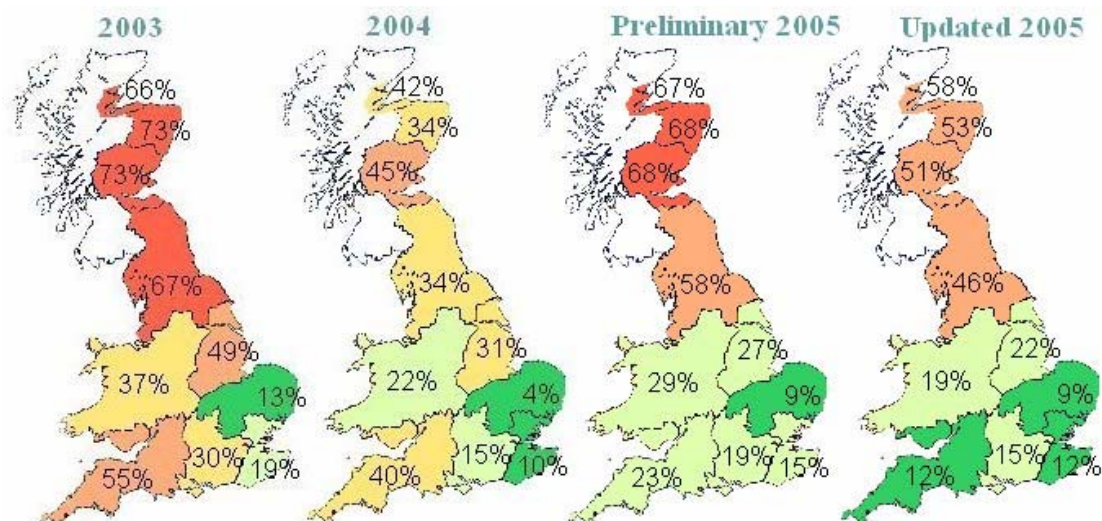 2003 2004 Preliminary 2005 Updated 2005
66% 42% 67% 58%
73% 34% 68% 53%
73% 45% 68% 51%
67% 34% 58% 46%
49% 31% 27% 22%
37% 22% 29% 19%
13% 4% 9% 9%
30% 15% 19% 15%
19% 10% 15% 12%
55% 40% 23% 12%